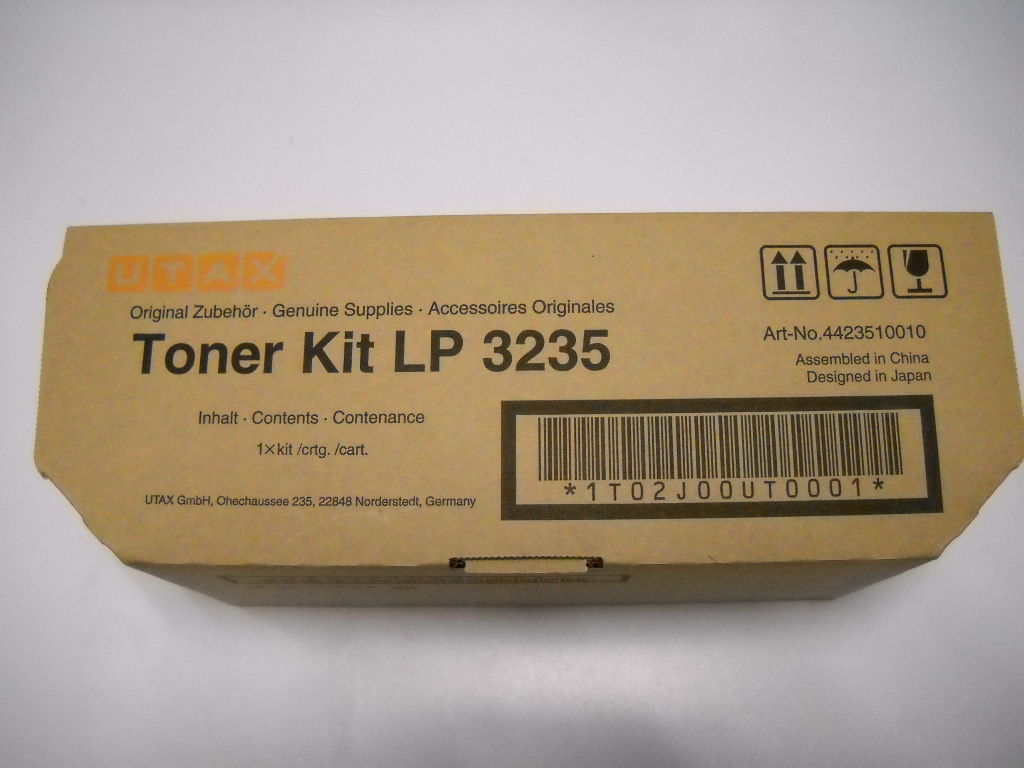 UTAX
Original Zubehör · Genuine Supplies · Accessoires Originales
Toner Kit LP 3235
Art-No.4423510010
Assembled in China
Designed in Japan
Inhalt · Contents · Contenance
1×kit /crtg. /cart.
*1T02J00UT0001*
UTAX GmbH, Ohechaussee 235, 22848 Norderstedt, Germany